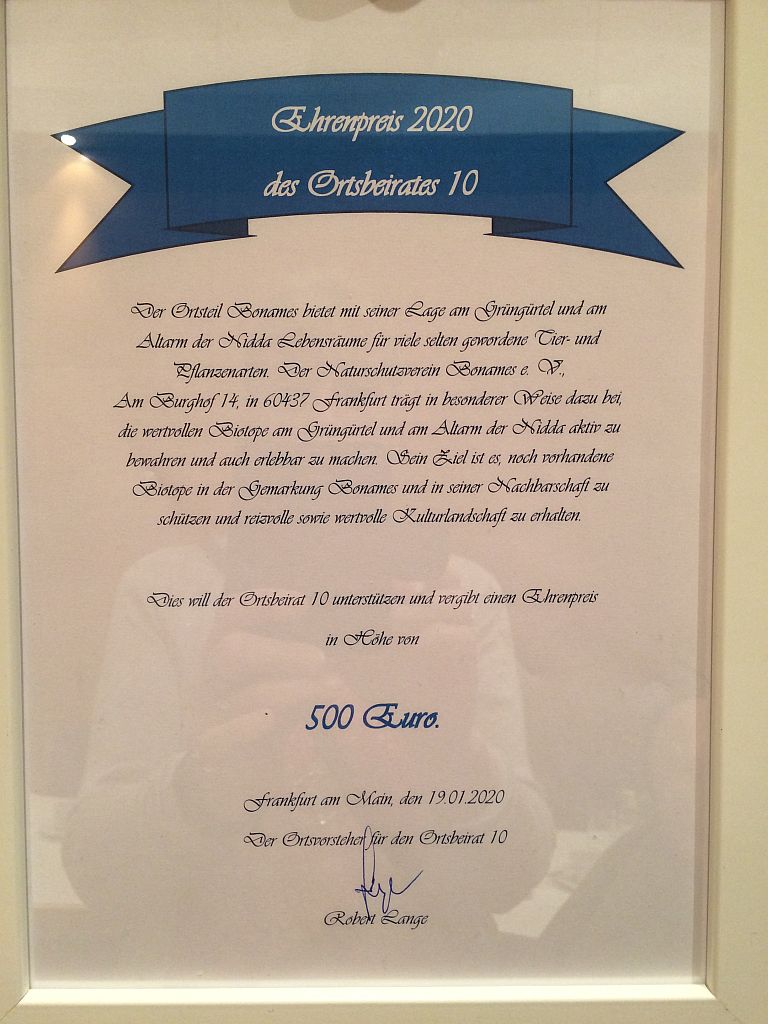 Ehrenpreis 2020
des Ortsbeirates 10
Der Ortsteil Bonames bietet mit seiner Lage am Grüngürtel und am
Altarm der Nidda Lebensräume für viele selten gewordene Tier- und
Pflanzenarten. Der Naturschutzverein Bonames e. V.,
Am Burghof 14, in 60437 Frankfurt trägt in besonderer Weise dazu bei,
die wertvollen Biotope am Grüngürtel und am Altarm der Nidda aktiv zu
bewahren und auch erlebbar zu machen. Sein Ziel ist es, noch vorhandene
Biotope in der Gemarkung Bonames und in seiner Nachbarschaft zu
schützen und reizvolle sowie wertvolle Kulturlandschaft zu erhalten.
Dies will der Ortsbeirat 10 unterstützen und vergibt einen Ehrenpreis
in Höhe von
500 Euro.
Frankfurt am Main, den 19.01.2020
Der Ortsvorsteher für den Ortsbeirat 10
Robert Lange